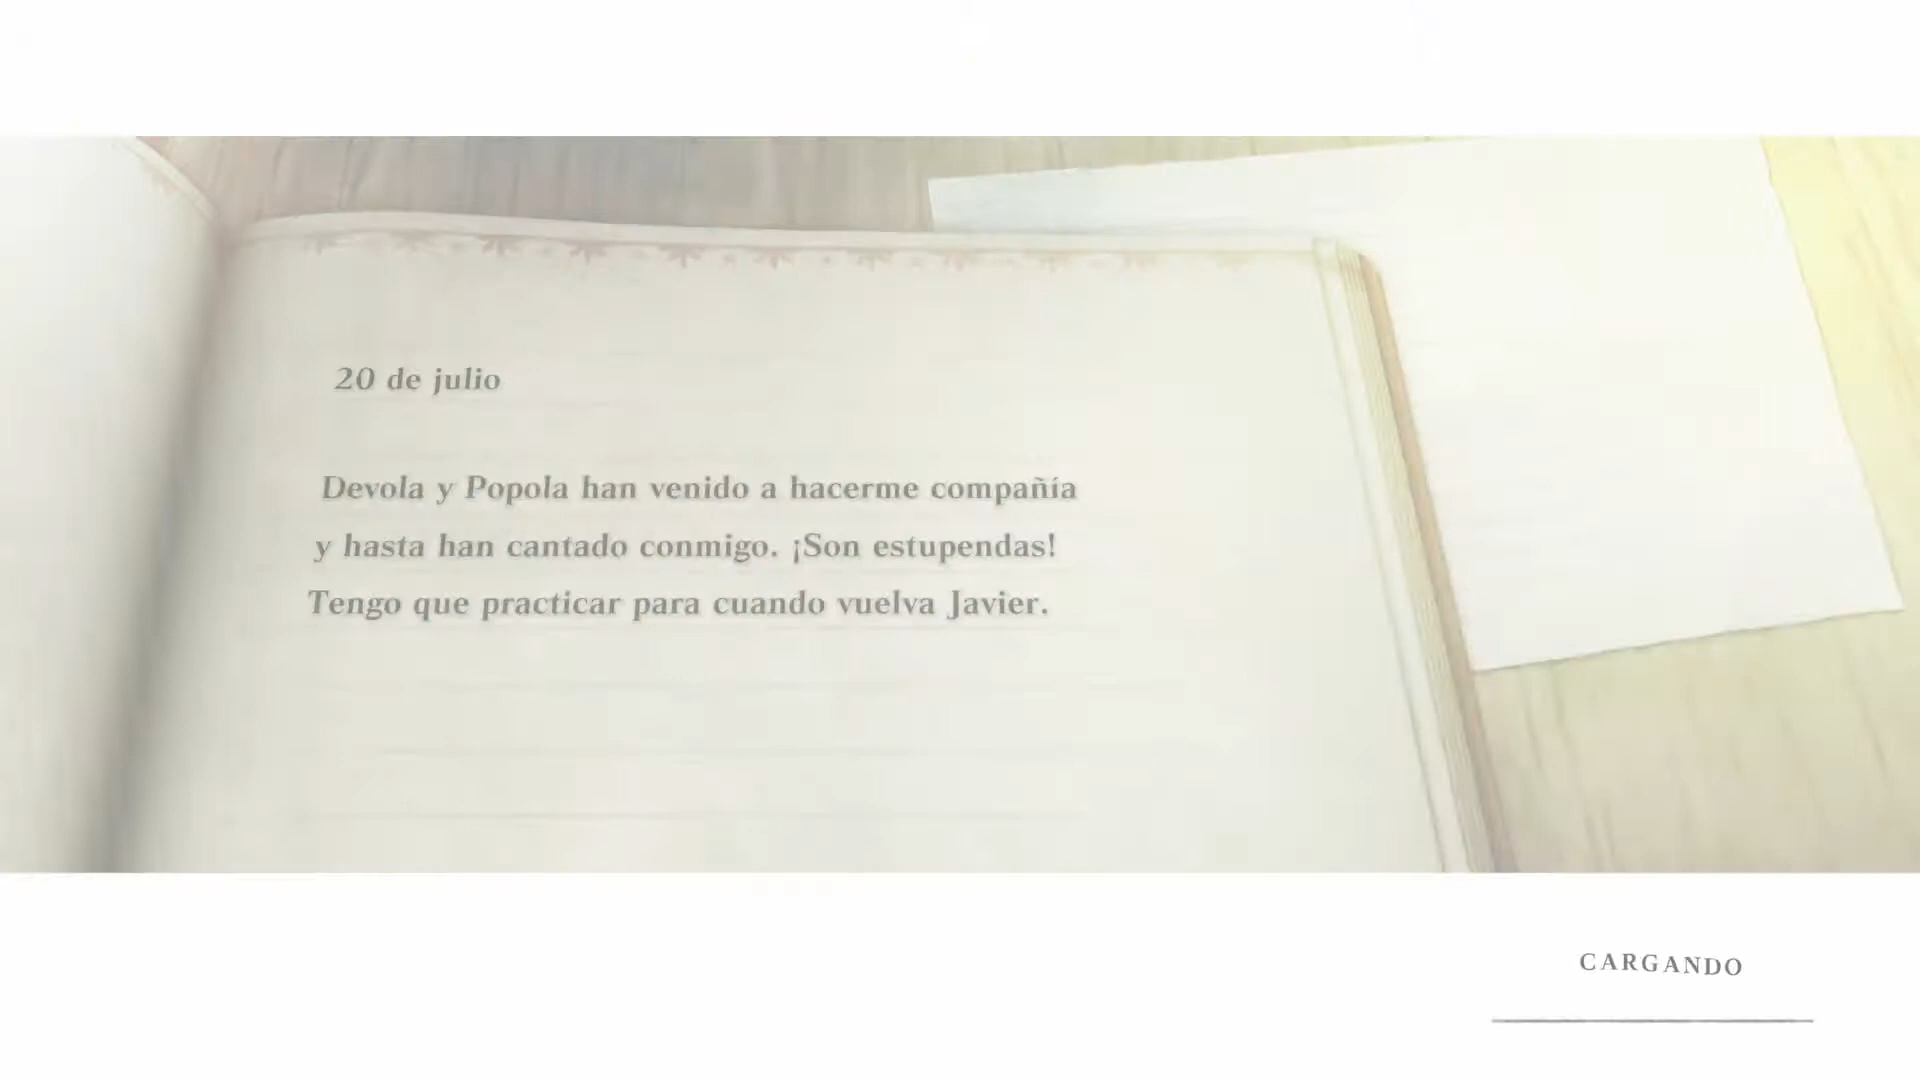 20 de julio
Devola y Popola han venido a hacerme compañía
y hasta han cantado conmigo. ¡Son estupendas!
Tengo que practicar para cuando vuelva Javier.
CARGANDO